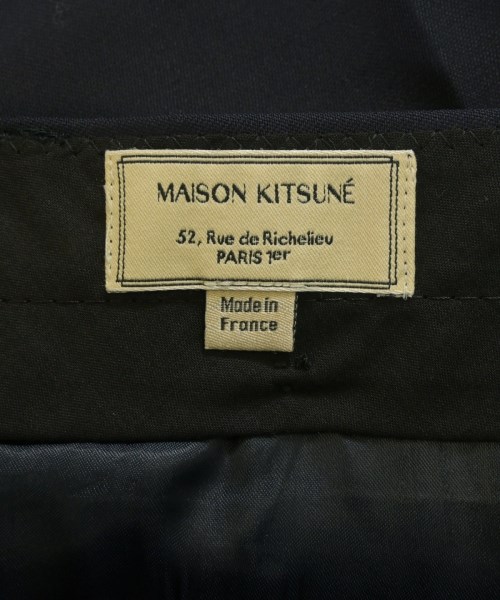 MAISON KITSUNÉ
52, Rue de Richelieu
PARIS 1er
Made in
France